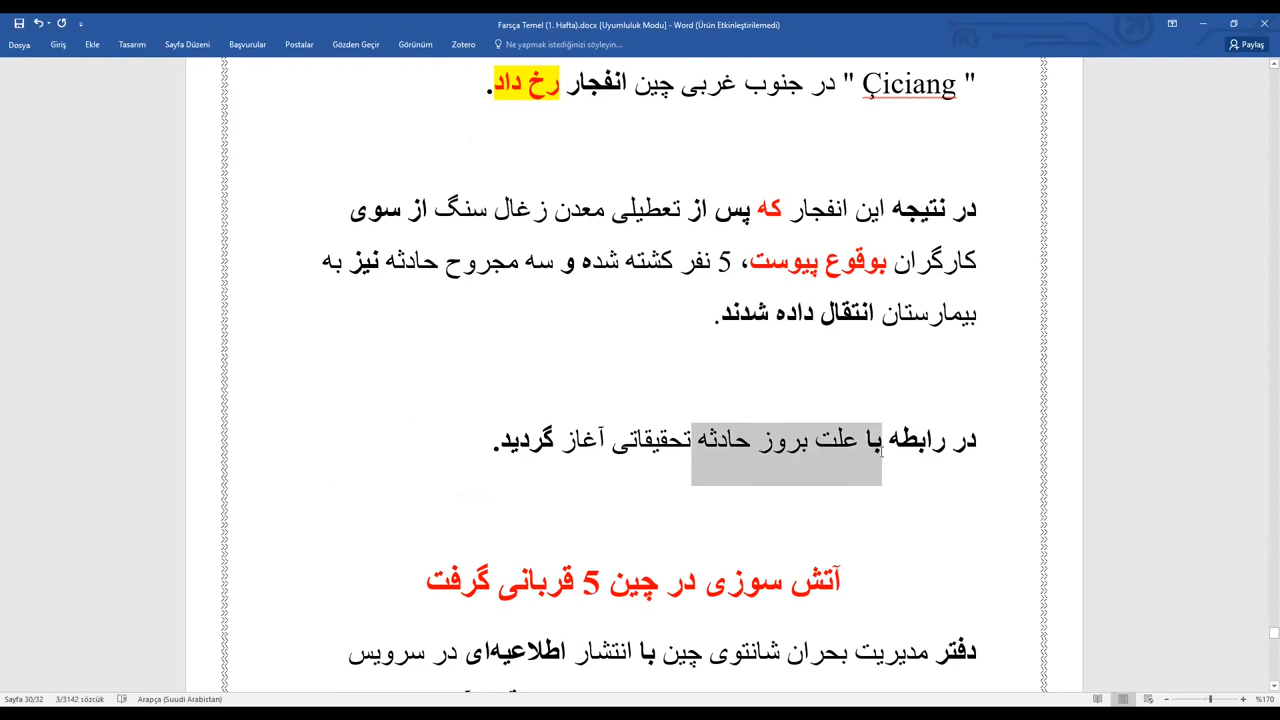 Farsça Temel (1. Hafta).docx [Uyumluluk Modu] - Word (Ürün Etkinleştirilemedi)
Dosya Giriş Ekle Tasarım Sayfa Düzeni Başvurular Postalar Gözden Geçir Görünüm Zotero Ne yapmak istediğinizi söyleyin... Paylaş
" Çiciang " در جنوب غربی چین انفجار رخ داد.
در نتیجه این انفجار که پس از تعطیلی معدن زغال سنگ از سوی
کارگران بوقوع پیوست، 5 نفر کشته شده و سه مجروح حادثه نیز به
بیمارستان انتقال داده شدند.
در رابطه با علت بروز حادثه تحقیقاتی آغاز گردید.
آتش سوزی در چین 5 قربانی گرفت
دفتر مدیریت بحران شانتوی چین با انتشار اطلاعیه‌ای در سرویس
Sayfa 30/32 3/3142 sözcük Arapça (Suudi Arabistan) %170